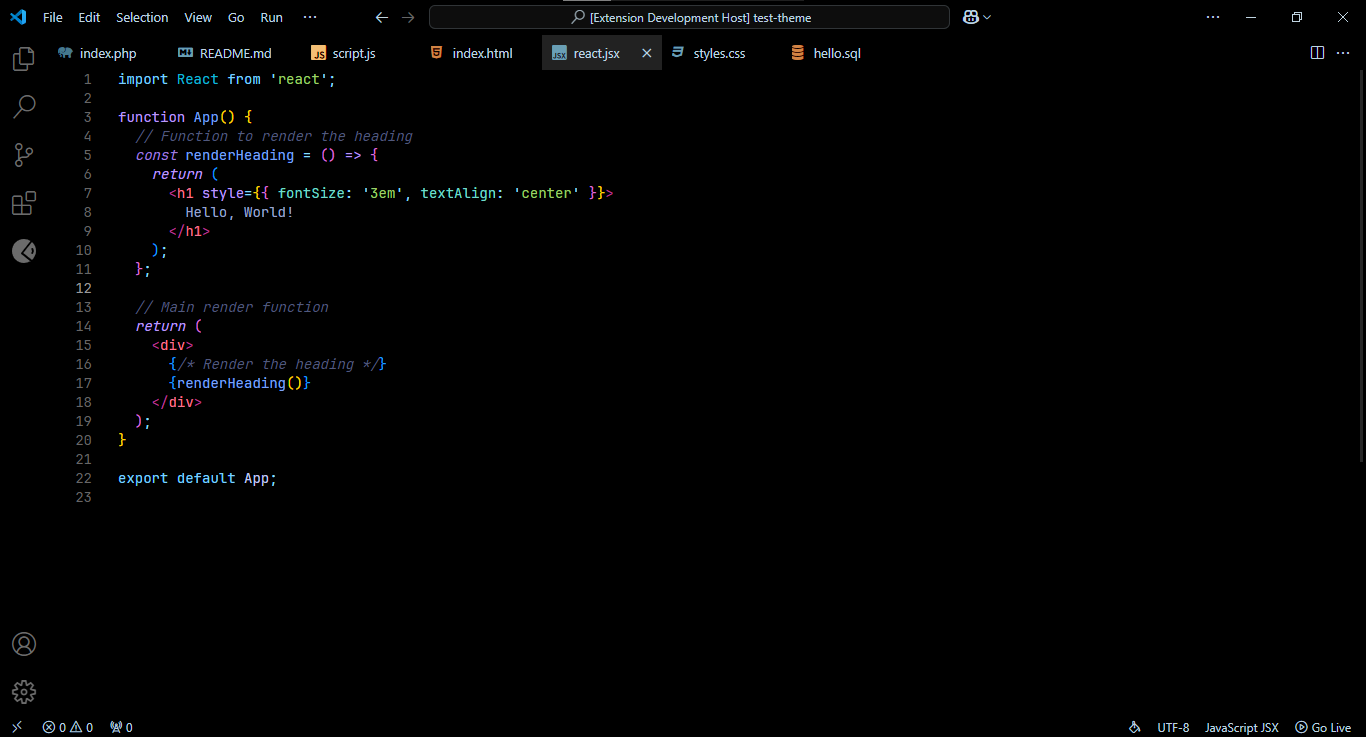 File Edit Selection View Go Run ··· [Extension Development Host] test-theme ···
index.php README.md JS script.js index.html JSX react.jsx styles.css hello.sql ···
1 import React from 'react';
2
3 function App() {
4   // Function to render the heading
5   const renderHeading = () => {
6     return (
7       <h1 style={{ fontSize: '3em', textAlign: 'center' }}>
8         Hello, World!
9       </h1>
10     );
11   };
12
13   // Main render function
14   return (
15     <div>
16       {/* Render the heading */}
17       {renderHeading()}
18     </div>
19   );
20 }
21
22 export default App;
23
0 0 0 UTF-8 JavaScript JSX Go Live